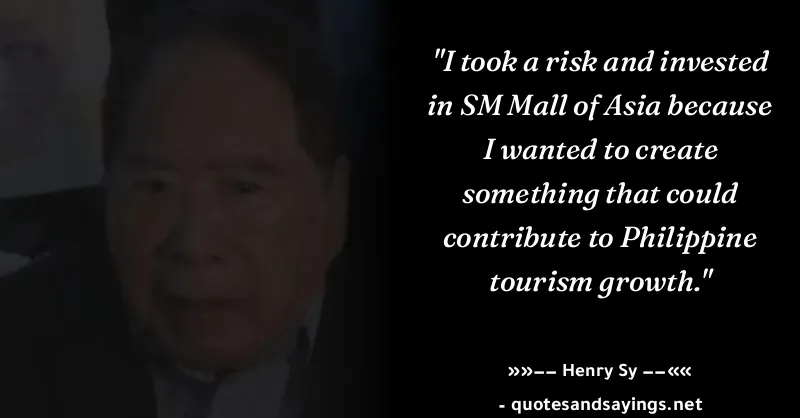 "I took a risk and invested
in SM Mall of Asia because
I wanted to create
something that could
contribute to Philippine
tourism growth."
»»−− Henry Sy −−««
- quotesandsayings.net